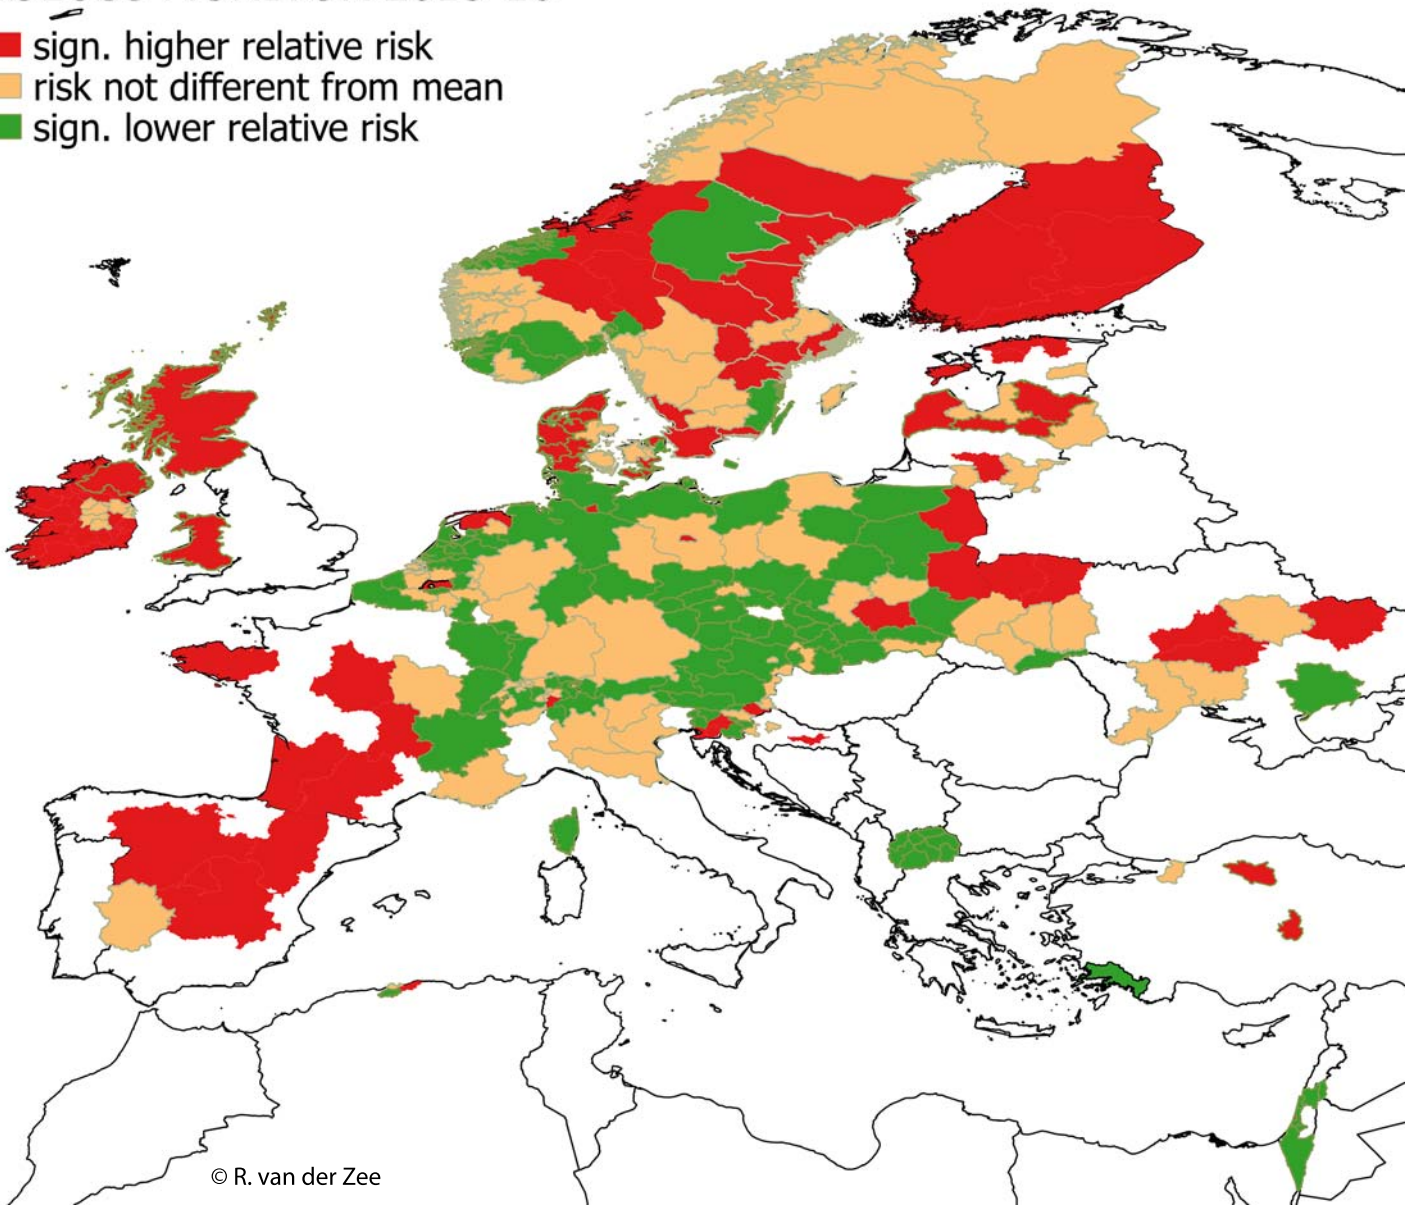 sign. higher relative risk
risk not different from mean
sign. lower relative risk
© R. van der Zee